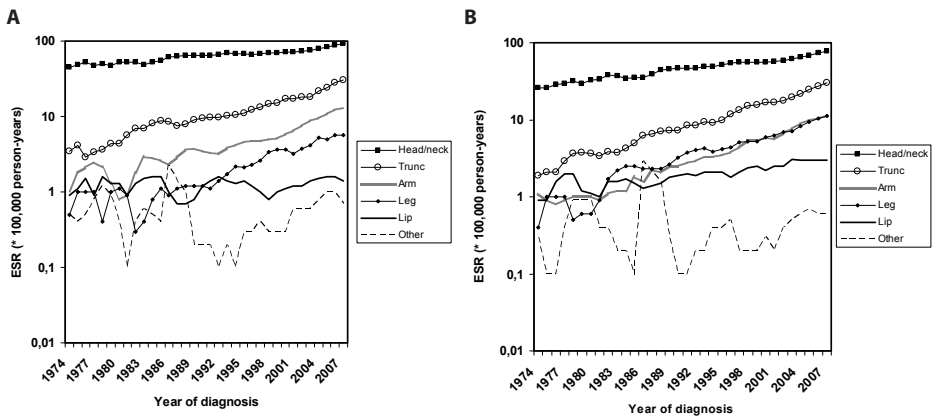 A
ESR (* 100,000 person-years)
100
10
1
0,1
0,01
1974
1977
1980
1983
1986
1989
1992
1995
1998
2001
2004
2007
Year of diagnosis
Head/neck
Trunc
Arm
Leg
Lip
Other
B
ESR (* 100,000 person-years)
100
10
1
0,1
0,01
1974
1977
1980
1983
1986
1989
1992
1995
1998
2001
2004
2007
Year of diagnosis
Head/neck
Trunc
Arm
Leg
Lip
Other